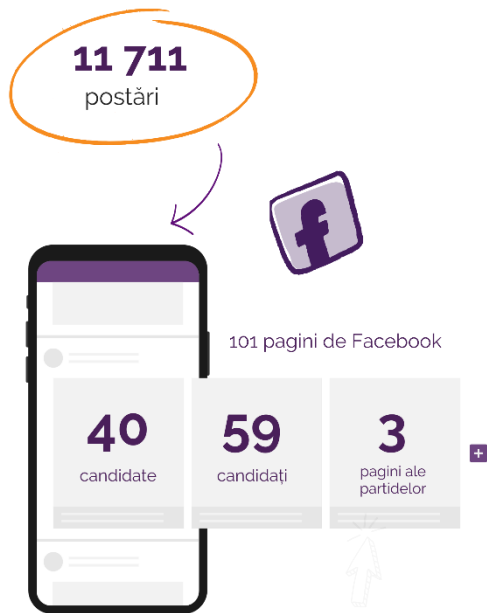 11 711
postări
f
101 pagini de Facebook
40
candidate
59
candidați
3
pagini ale
partidelor
+